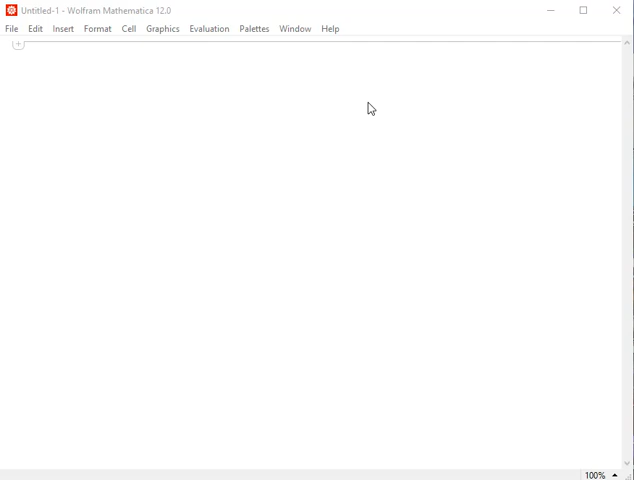 Untitled-1 - Wolfram Mathematica 12.0
File Edit Insert Format Cell Graphics Evaluation Palettes Window Help
100%